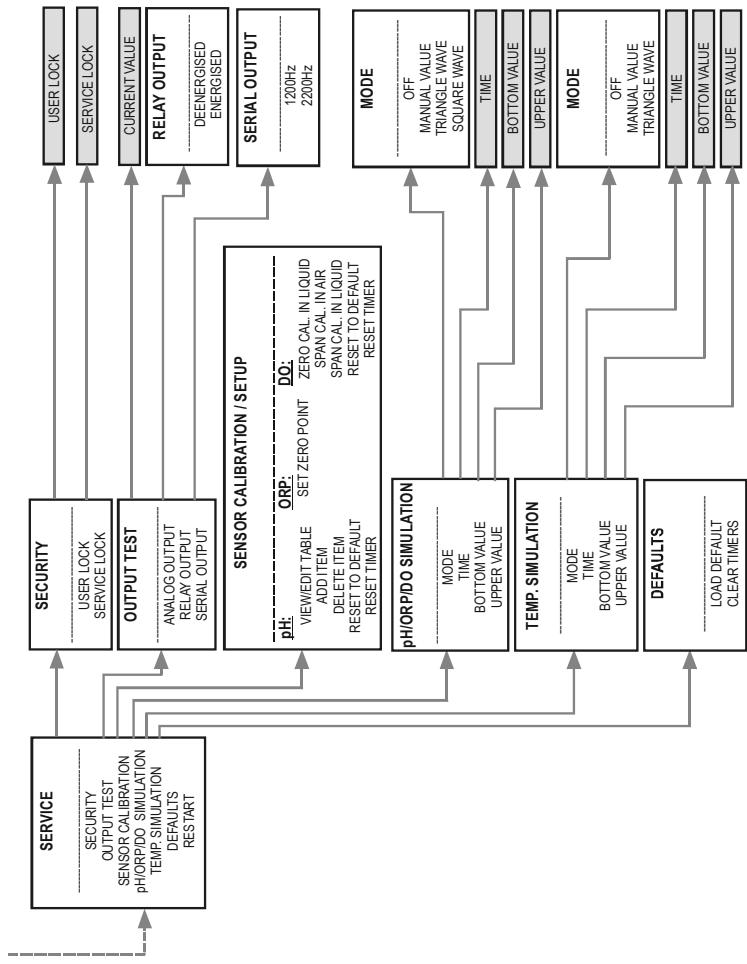 SERVICE
SECURITY
OUTPUT TEST
SENSOR CALIBRATION
pH/ORP/DO SIMULATION
TEMP. SIMULATION
DEFAULTS
RESTART
SECURITY
USER LOCK
SERVICE LOCK
USER LOCK
SERVICE LOCK
OUTPUT TEST
ANALOG OUTPUT
RELAY OUTPUT
SERIAL OUTPUT
CURRENT VALUE
RELAY OUTPUT
DEENERGISED
ENERGISED
SERIAL OUTPUT
1200Hz
2200Hz
SENSOR CALIBRATION / SETUP
pH:
VIEW/EDIT TABLE
ADD ITEM
DELETE ITEM
RESET TO DEFAULT
RESET TIMER
ORP:
SET ZERO POINT
DO:
ZERO CAL. IN LIQUID
SPAN CAL. IN AIR
SPAN CAL. IN LIQUID
RESET TO DEFAULT
RESET TIMER
pH/ORP/DO SIMULATION
MODE
TIME
BOTTOM VALUE
UPPER VALUE
MODE
OFF
MANUAL VALUE
TRIANGLE WAVE
SQUARE WAVE
TIME
BOTTOM VALUE
UPPER VALUE
TEMP. SIMULATION
MODE
TIME
BOTTOM VALUE
UPPER VALUE
MODE
OFF
MANUAL VALUE
TRIANGLE WAVE
TIME
BOTTOM VALUE
UPPER VALUE
DEFAULTS
LOAD DEFAULT
CLEAR TIMERS